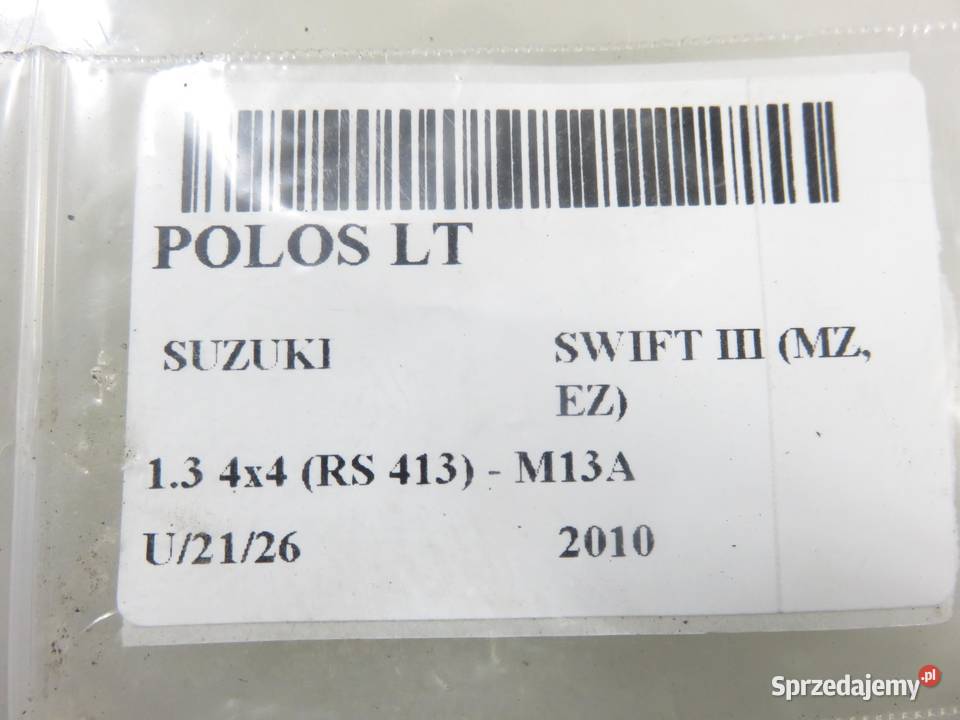 POLOS LT
SUZUKI SWIFT III (MZ,
EZ)
1.3 4x4 (RS 413) - M13A
U/21/26 2010
Sprzedajemy.pl